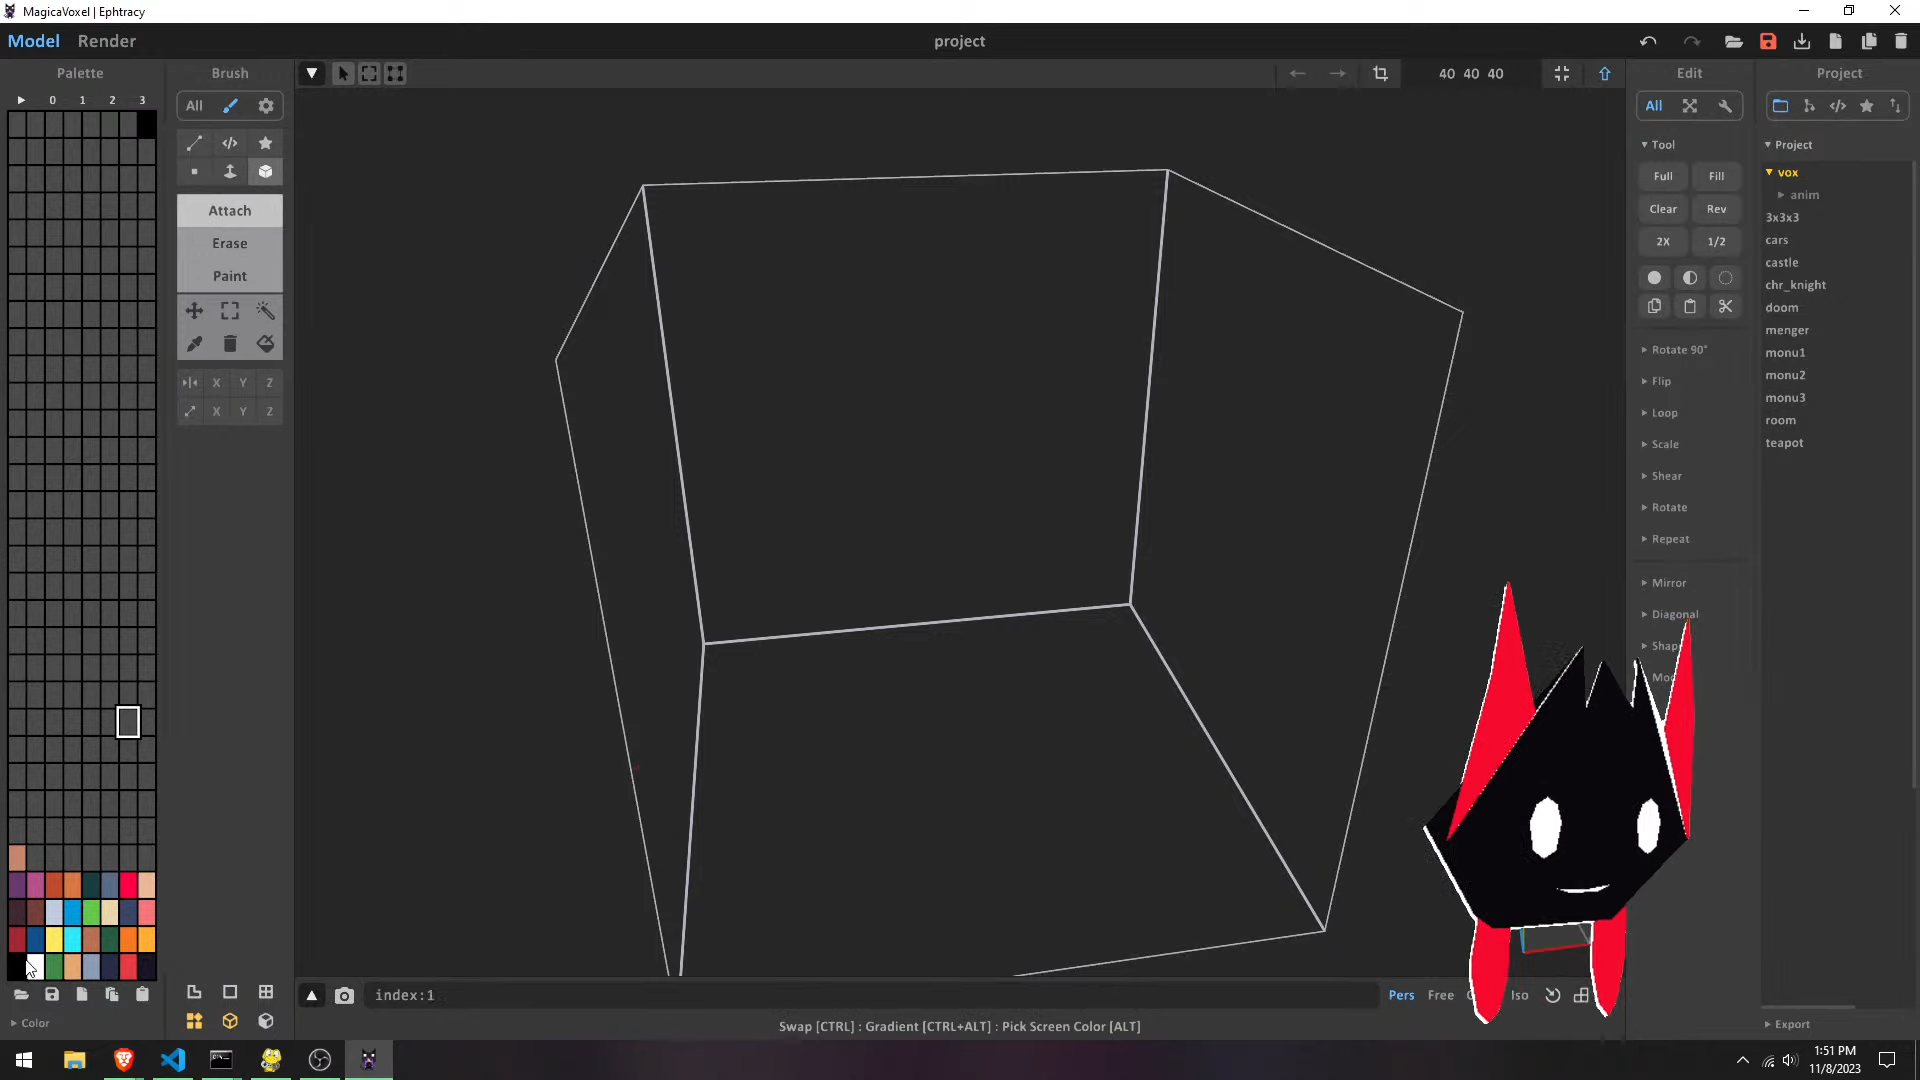 MagicaVoxel | Ephtracy
Model Render
project
Palette
Brush
40 40 40
Edit
Project
0 1 2 3
All
All
Tool
Project
Full Fill
vox
anim
Attach
Clear Rev
3x3x3
Erase
2X 1/2
cars
castle
Paint
chr_knight
doom
menger
Rotate 90°
monu1
X Y Z
Flip
monu2
X Y Z
Loop
monu3
room
Scale
teapot
Shear
Rotate
Repeat
Mirror
Diagonal
index:1
Pers Free
Iso
Color
Swap [CTRL] : Gradient [CTRL+ALT] : Pick Screen Color [ALT]
Export
1:51 PM
11/8/2023